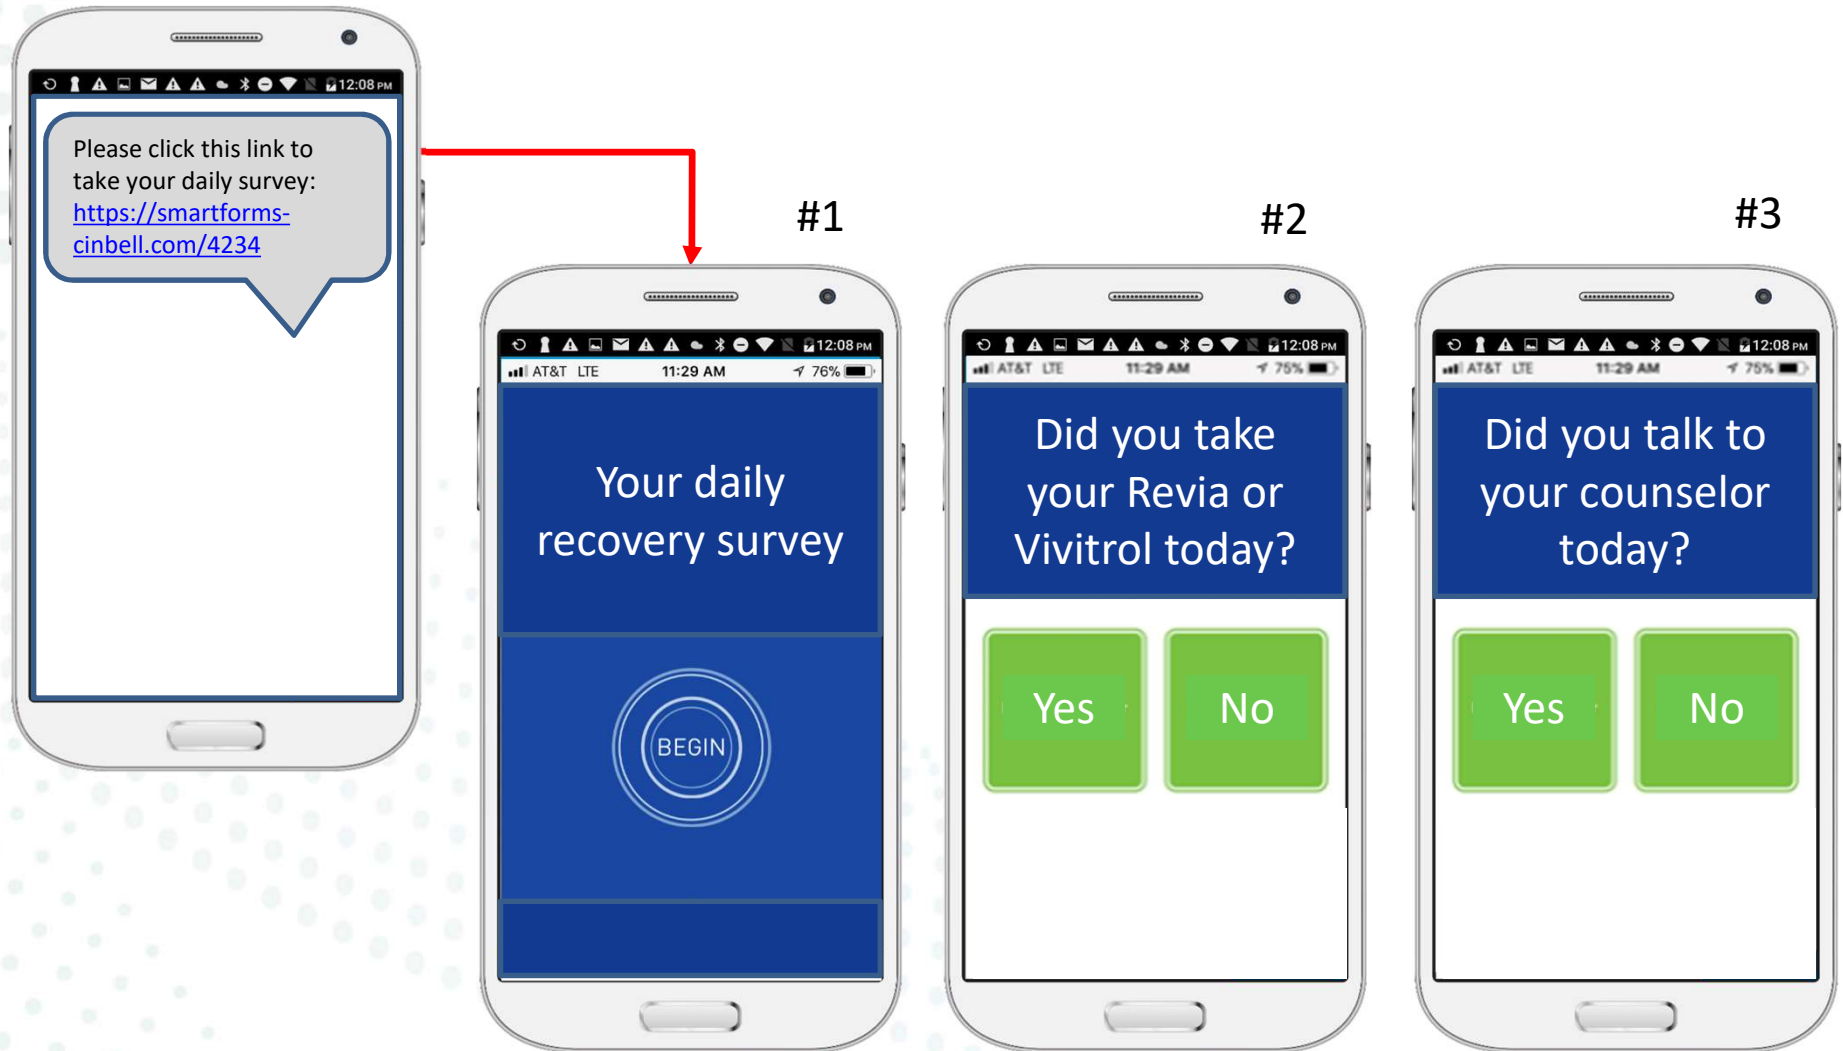 12:08 PM
Please click this link to
take your daily survey:
https://smartforms-
cinbell.com/4234
#1
12:08 PM
AT&T LTE 11:29 AM 76%
Your daily
recovery survey
BEGIN
#2
12:08 PM
AT&T LTE 11:29 AM 75%
Did you take
your Revia or
Vivitrol today?
Yes No
#3
12:08 PM
AT&T LTE 11:29 AM 75%
Did you talk to
your counselor
today?
Yes No